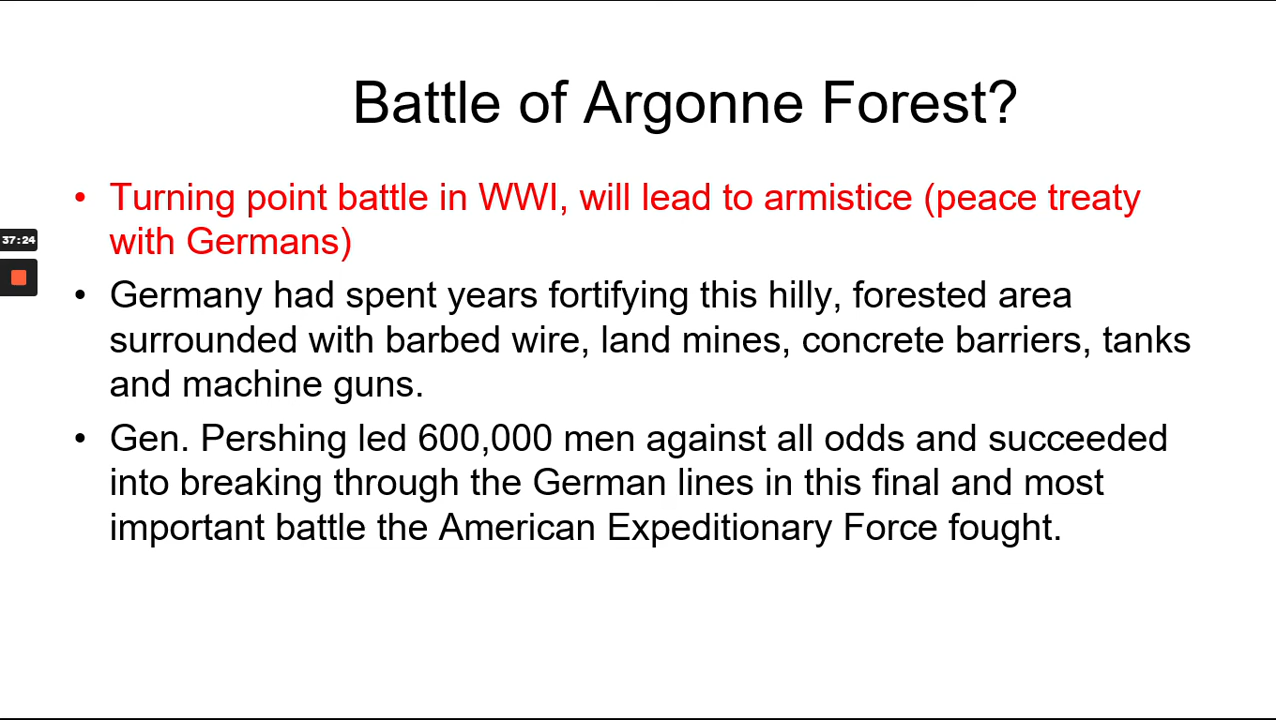 Battle of Argonne Forest?
• Turning point battle in WWI, will lead to armistice (peace treaty
with Germans)
37:24
• Germany had spent years fortifying this hilly, forested area
surrounded with barbed wire, land mines, concrete barriers, tanks
and machine guns.
• Gen. Pershing led 600,000 men against all odds and succeeded
into breaking through the German lines in this final and most
important battle the American Expeditionary Force fought.